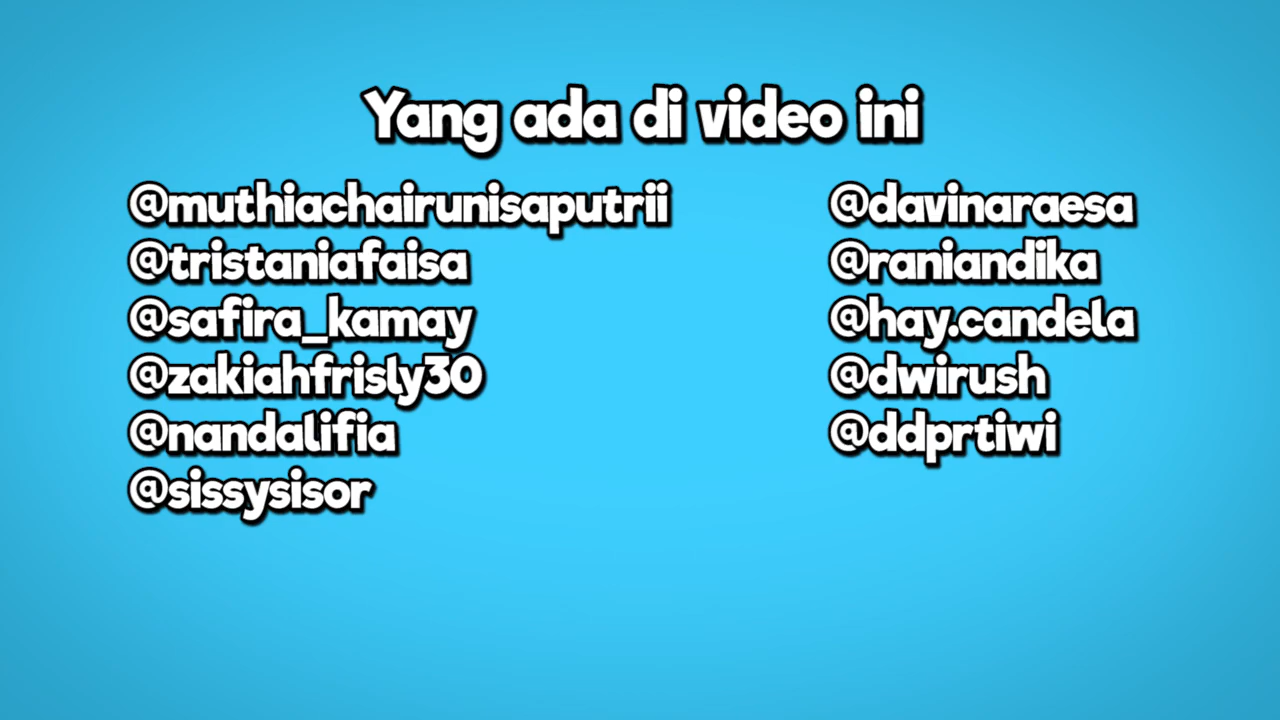 Yang ada di video ini
@muthiachairunisaputrii
@tristaniafaisa
@safira_kamay
@zakiahfrisly30
@nandalifia
@sissysisor
@davinaraesa
@raniandika
@hay.candela
@dwirush
@ddprtiwi